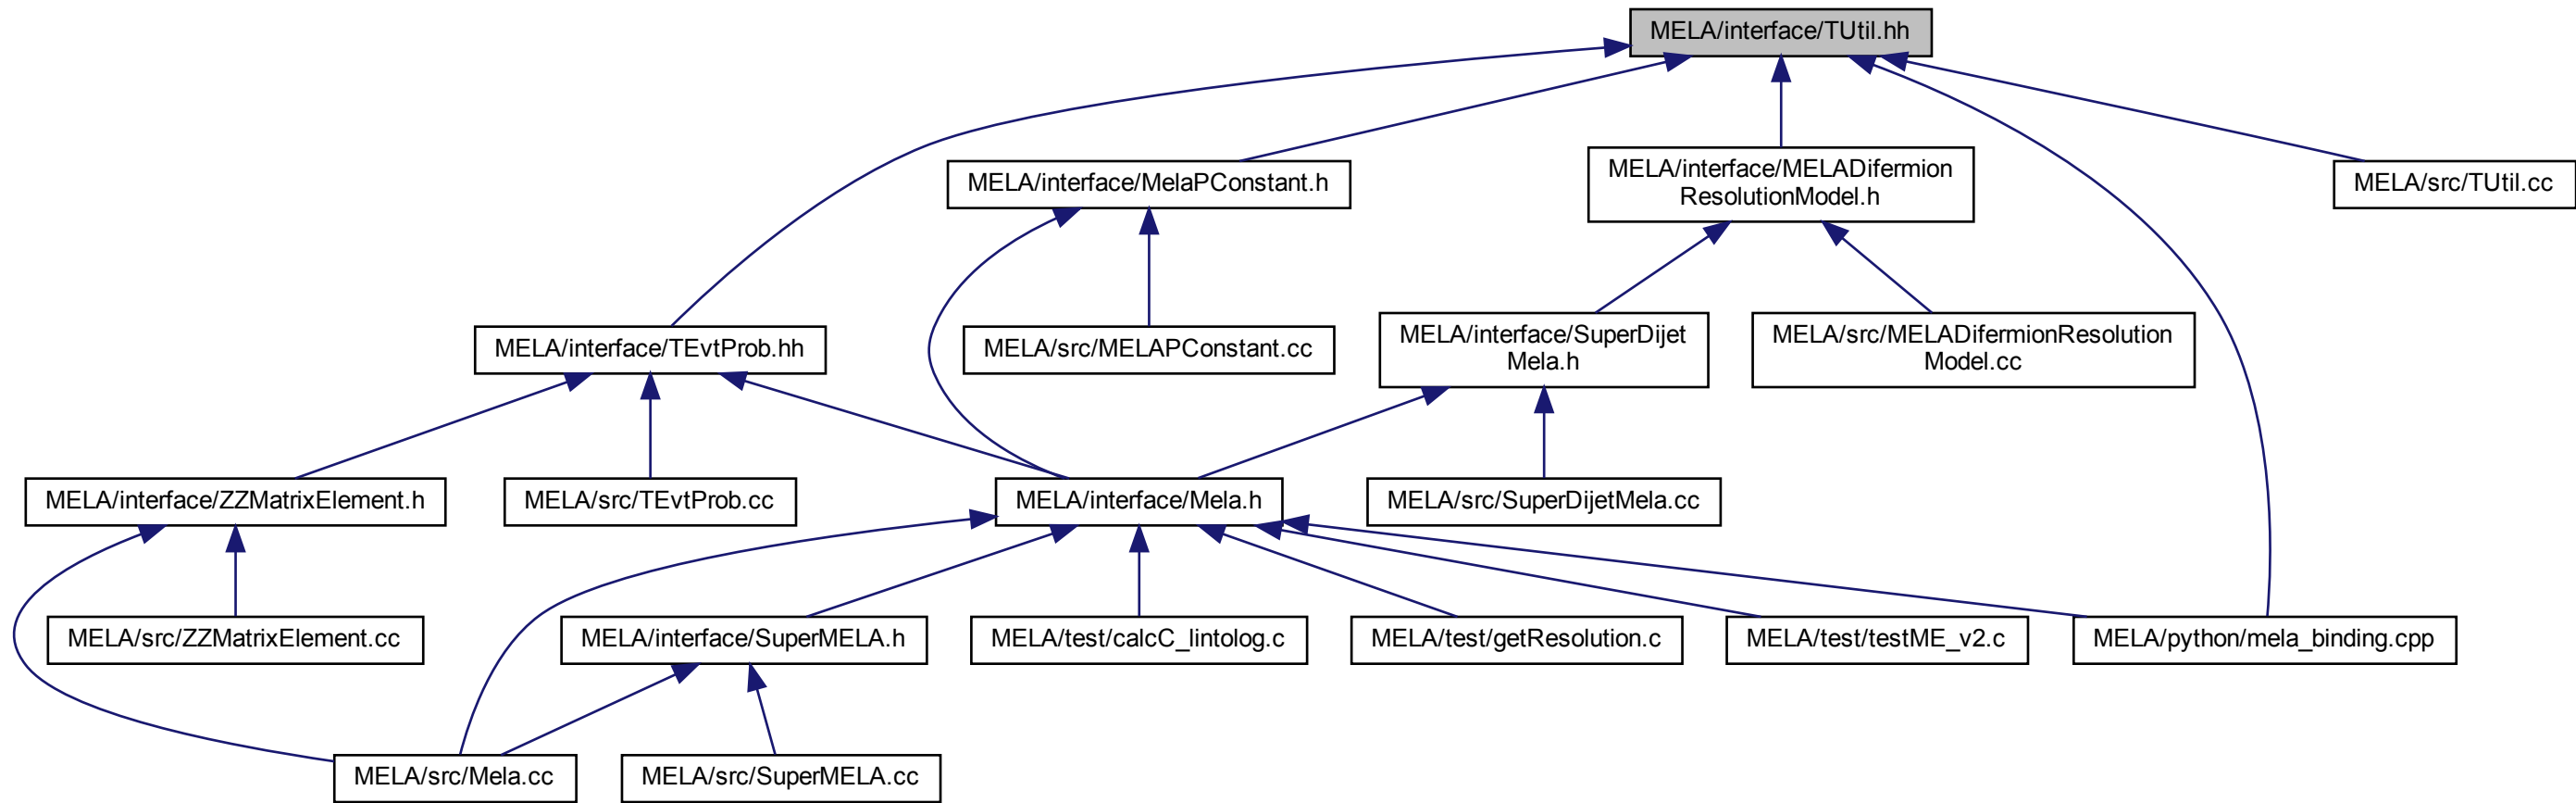 MELA/interface/TUtil.hh
MELA/interface/MelaPConstant.h
MELA/interface/MELADifermion
ResolutionModel.h
MELA/src/TUtil.cc
MELA/interface/TEvtProb.hh
MELA/src/MELAPConstant.cc
MELA/interface/SuperDijet
Mela.h
MELA/src/MELADifermionResolution
Model.cc
MELA/interface/ZZMatrixElement.h
MELA/src/TEvtProb.cc
MELA/interface/Mela.h
MELA/src/SuperDijetMela.cc
MELA/src/ZZMatrixElement.cc
MELA/interface/SuperMELA.h
MELA/test/calcC_lintolog.c
MELA/test/getResolution.c
MELA/test/testME_v2.c
MELA/python/mela_binding.cpp
MELA/src/Mela.cc
MELA/src/SuperMELA.cc